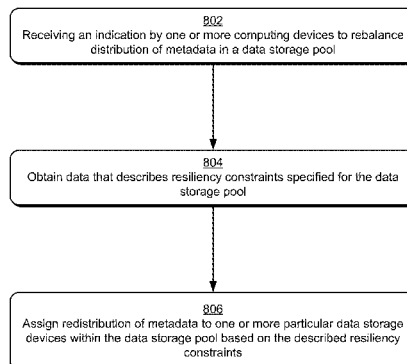 802
Receiving an indication by one or more computing devices to rebalance
distribution of metadata in a data storage pool
804
Obtain data that describes resiliency constraints specified for the data
storage pool
806
Assign redistribution of metadata to one or more particular data storage
devices within the data storage pool based on the described resiliency
constraints